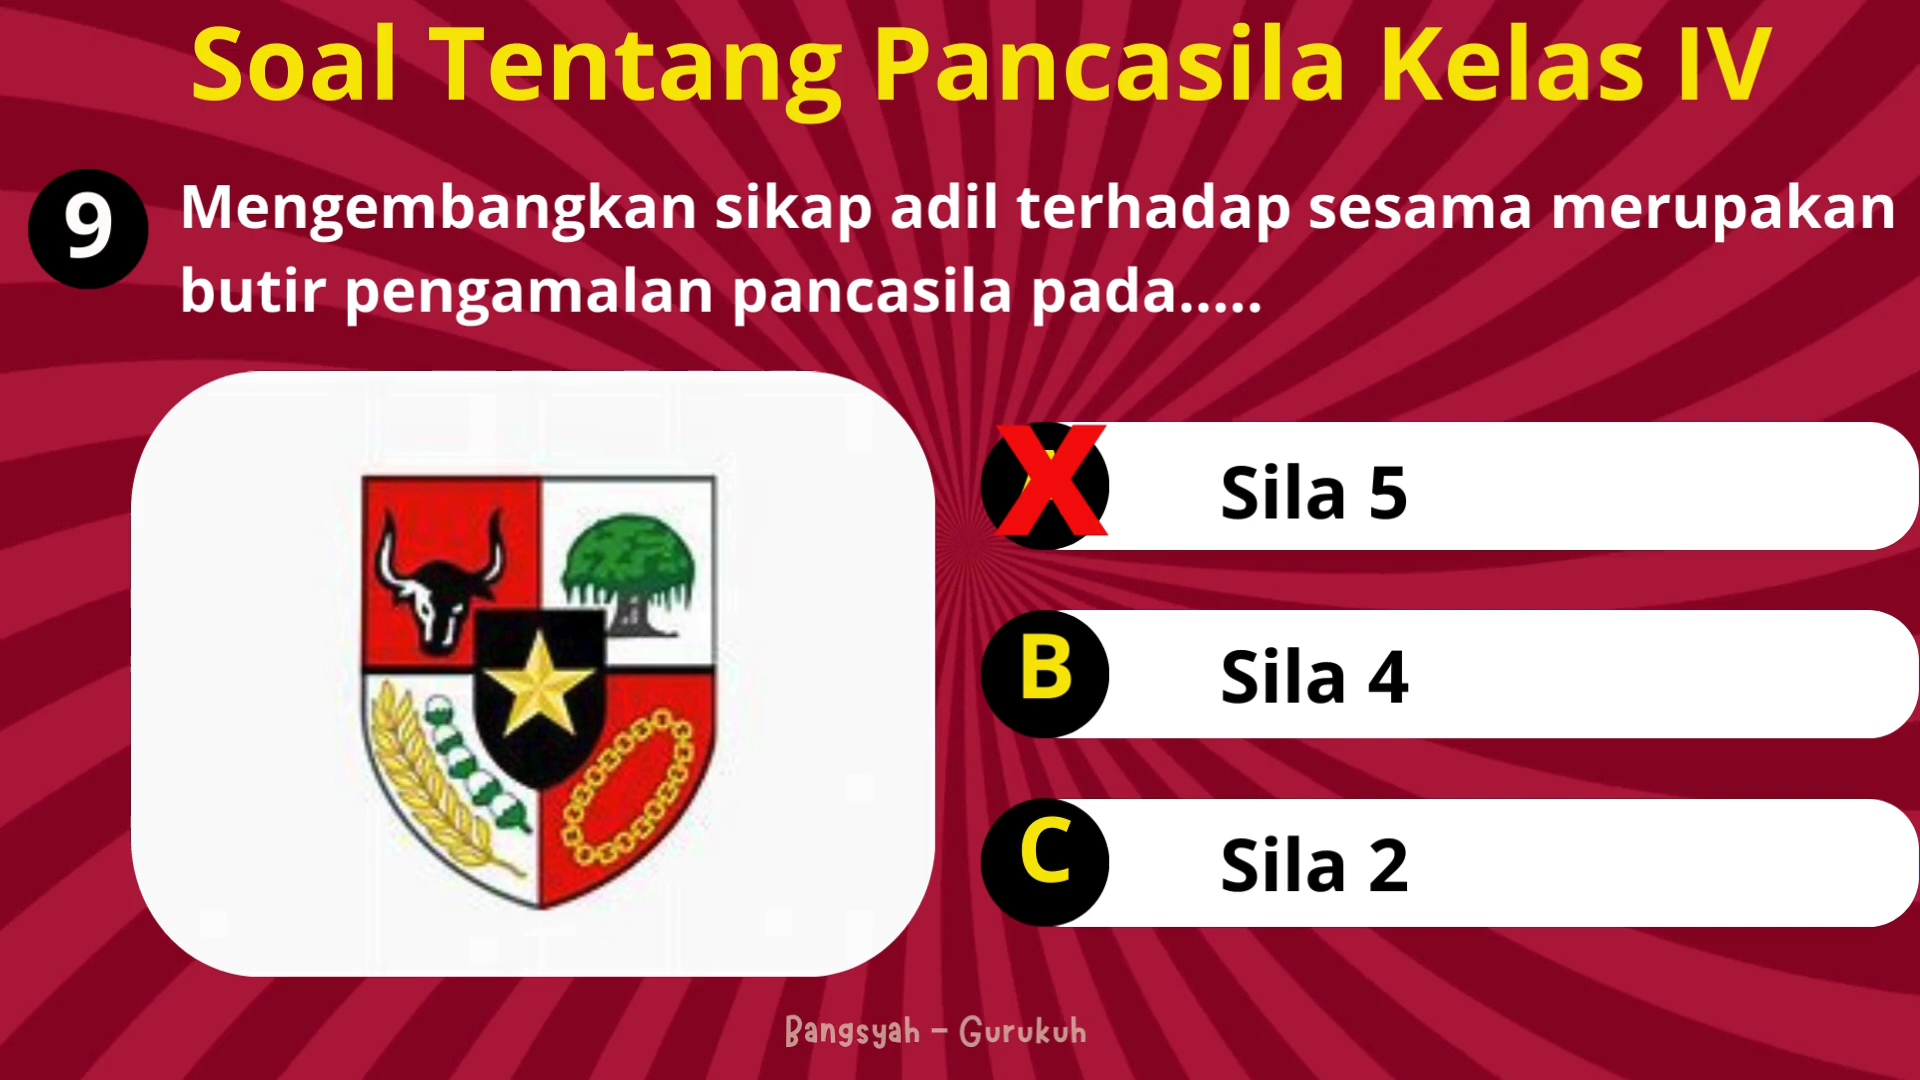 Soal Tentang Pancasila Kelas IV
9
Mengembangkan sikap adil terhadap sesama merupakan
butir pengamalan pancasila pada.....
X
Sila 5
B
Sila 4
C
Sila 2
Bangsyah - Gurukuh